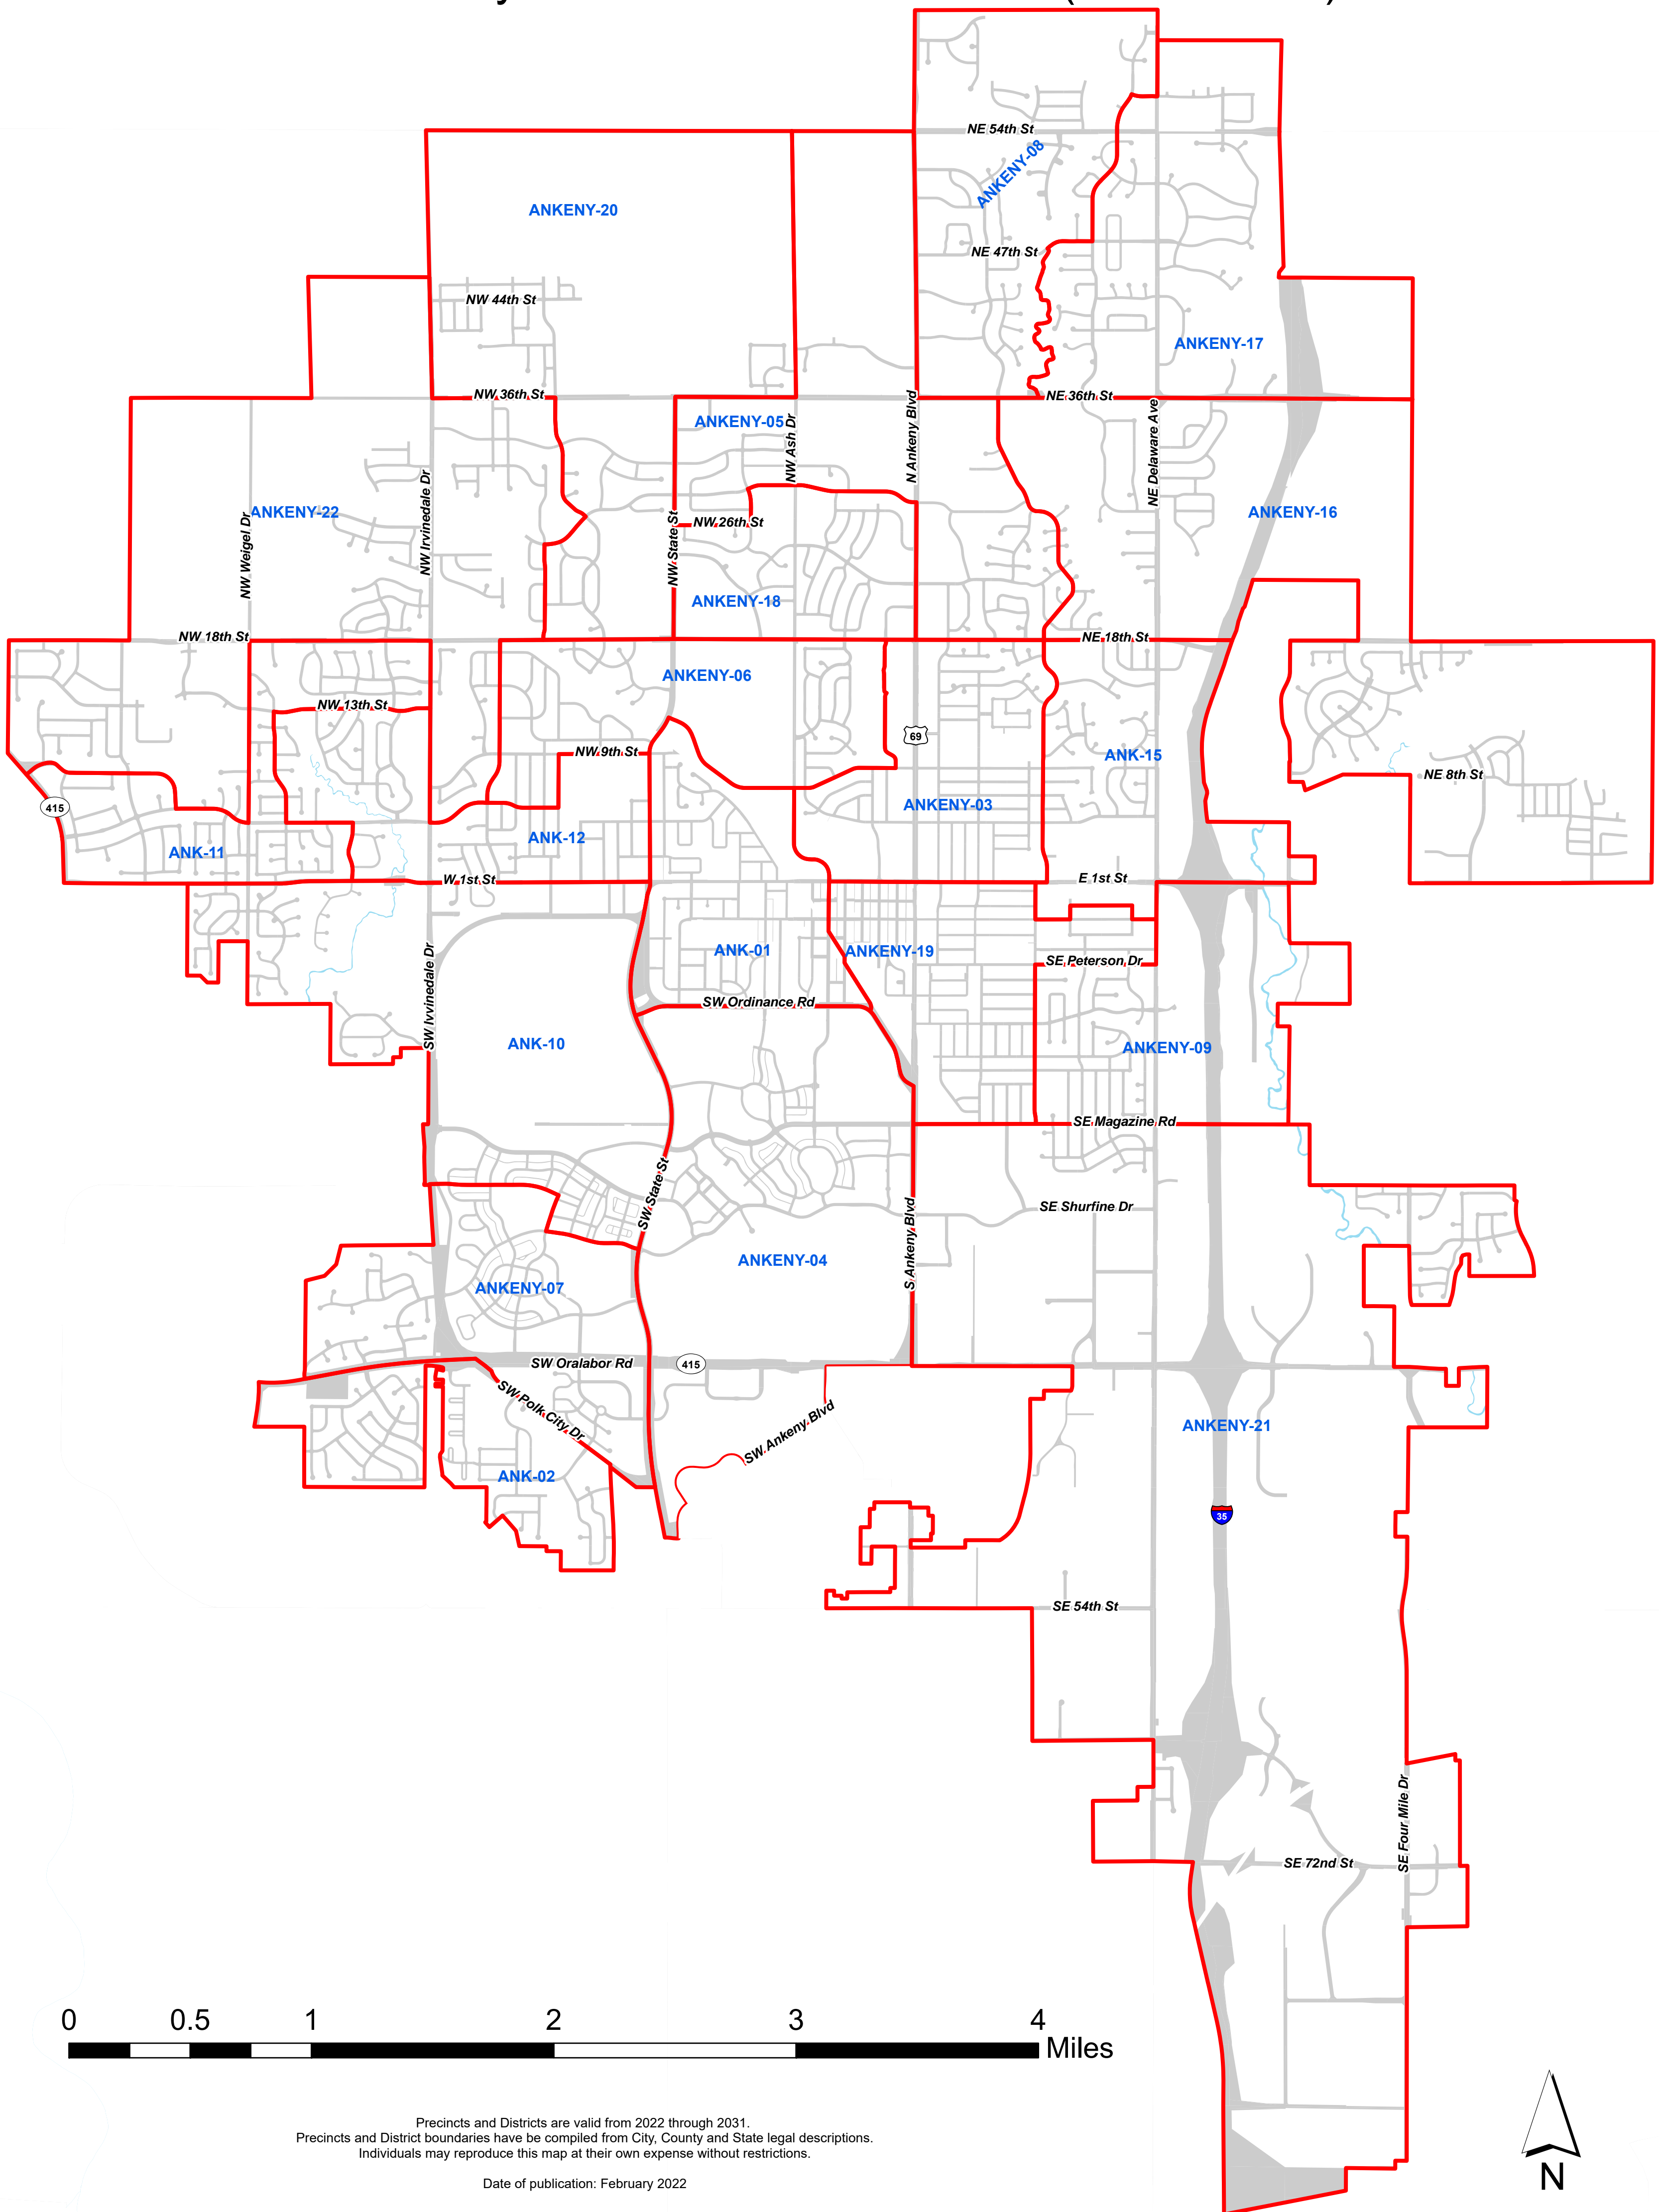 NE 54th St
ANKENY-08
ANKENY-20
NE 47th St
NW 44th St
ANKENY-17
NW 36th St
NE 36th St
ANKENY-05
NW Ash Dr
N Ankeny Blvd
NE Delaware Ave
NW Irvinedale Dr
NW Weigel Dr
ANKENY-22
NW State St
NW 26th St
ANKENY-16
ANKENY-18
NW 18th St
NE 18th St
ANKENY-06
NW 13th St
69
NW 9th St
ANK-15
NE 8th St
415
ANKENY-03
ANK-12
ANK-11
W 1st St
E 1st St
ANK-01
ANKENY-19
SE Peterson Dr
SW Ordinance Rd
SW Ivvinedale Dr
ANK-10
ANKENY-09
SE Magazine Rd
SW State St
SE Shurfine Dr
S Ankeny Blvd
ANKENY-04
ANKENY-07
SW Oralabor Rd
415
SW Polk City Dr
SW Ankeny Blvd
ANKENY-21
ANK-02
35
SE 54th St
SE Four Mile Dr
SE 72nd St
0 0.5 1 2 3 4
Miles
Precincts and Districts are valid from 2022 through 2031.
Precincts and District boundaries have be compiled from City, County and State legal descriptions.
Individuals may reproduce this map at their own expense without restrictions.
Date of publication: February 2022
N